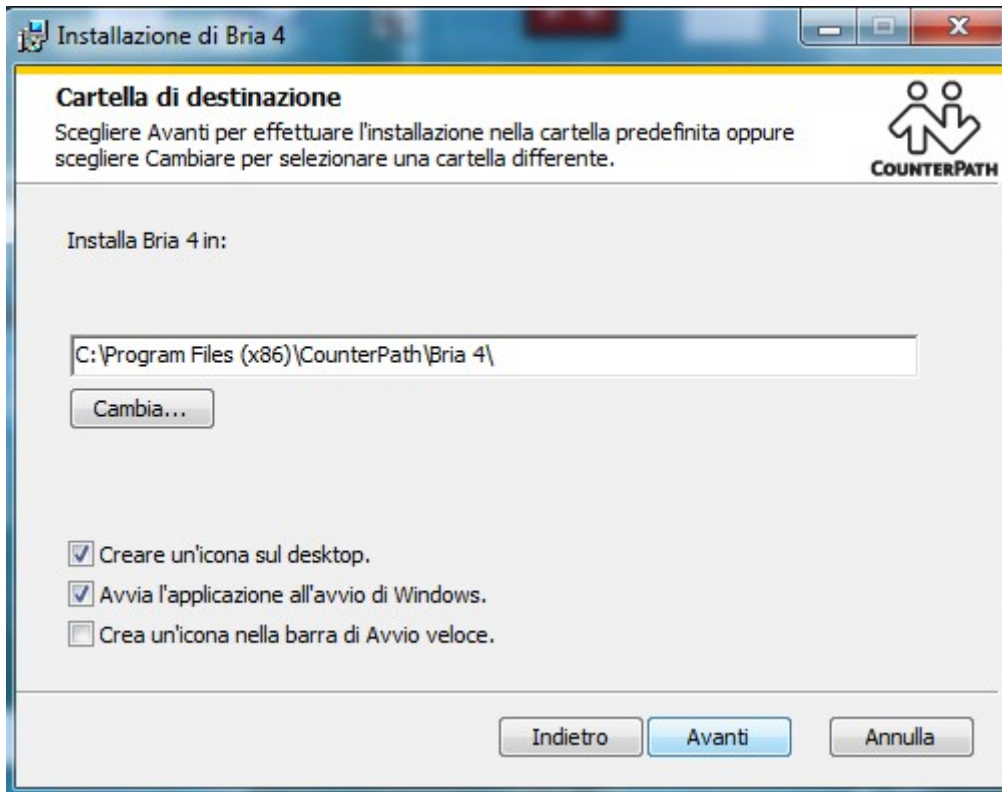 Installazione di Bria 4
Cartella di destinazione
Scegliere Avanti per effettuare l'installazione nella cartella predefinita oppure
scegliere Cambiare per selezionare una cartella differente.
COUNTERPATH
Installa Bria 4 in:
C:\Program Files (x86)\CounterPath\Bria 4\
Cambia...
Creare un'icona sul desktop.
Avvia l'applicazione all'avvio di Windows.
Crea un'icona nella barra di Avvio veloce.
Indietro
Avanti
Annulla